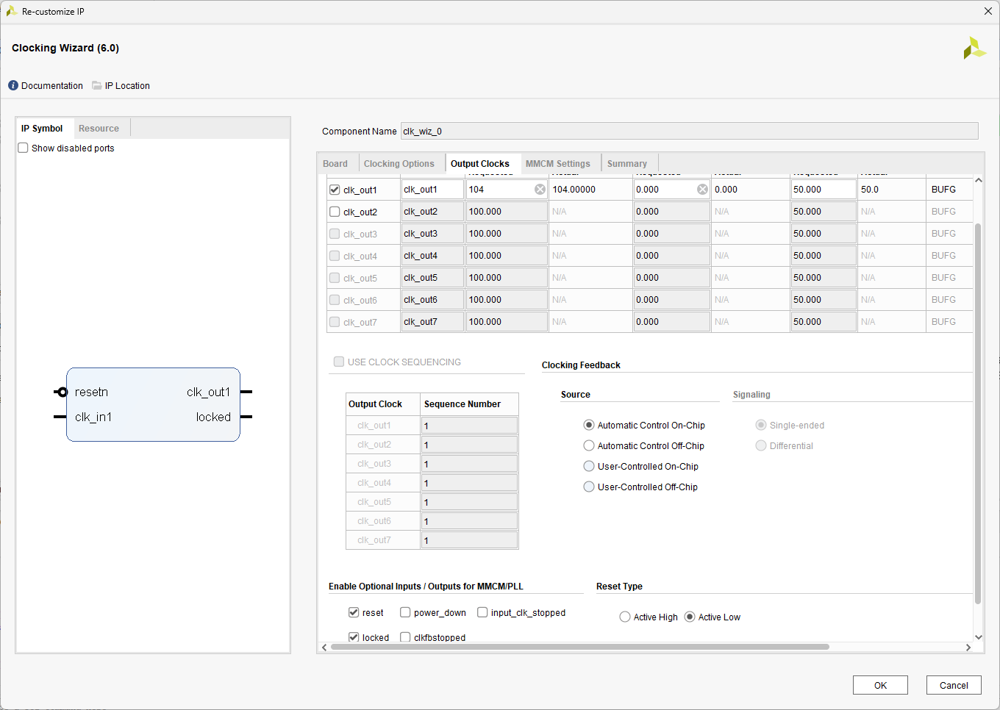 Re-customize IP
Clocking Wizard (6.0)
Documentation IP Location
IP Symbol Resource
Show disabled ports
resetn clk_out1
clk_in1 locked
Component Name clk_wiz_0
Board Clocking Options Output Clocks MMCM Settings Summary
Requested Actual Requested Actual Requested Actual
clk_out1 clk_out1 104 104.00000 0.000 0.000 50.000 50.0 BUFG
clk_out2 clk_out2 100.000 N/A 0.000 N/A 50.000 N/A BUFG
clk_out3 clk_out3 100.000 N/A 0.000 N/A 50.000 N/A BUFG
clk_out4 clk_out4 100.000 N/A 0.000 N/A 50.000 N/A BUFG
clk_out5 clk_out5 100.000 N/A 0.000 N/A 50.000 N/A BUFG
clk_out6 clk_out6 100.000 N/A 0.000 N/A 50.000 N/A BUFG
clk_out7 clk_out7 100.000 N/A 0.000 N/A 50.000 N/A BUFG
USE CLOCK SEQUENCING
Output Clock Sequence Number
clk_out1 1
clk_out2 1
clk_out3 1
clk_out4 1
clk_out5 1
clk_out6 1
clk_out7 1
Clocking Feedback
Source Signaling
Automatic Control On-Chip Single-ended
Automatic Control Off-Chip Differential
User-Controlled On-Chip
User-Controlled Off-Chip
Enable Optional Inputs / Outputs for MMCM/PLL
reset power_down input_clk_stopped
locked clkfbstopped
Reset Type
Active High Active Low
OK Cancel